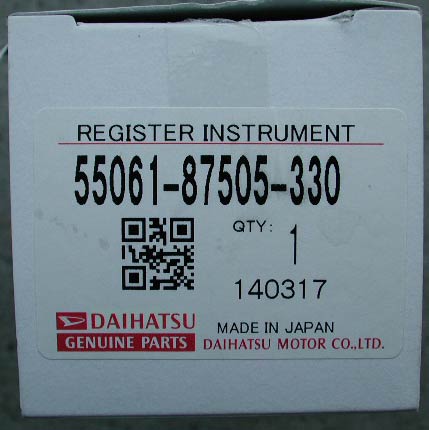 REGISTER INSTRUMENT
55061-87505-330
QTY: 1
140317
DAIHATSU
GENUINE PARTS
MADE IN JAPAN
DAIHATSU MOTOR CO.,LTD.